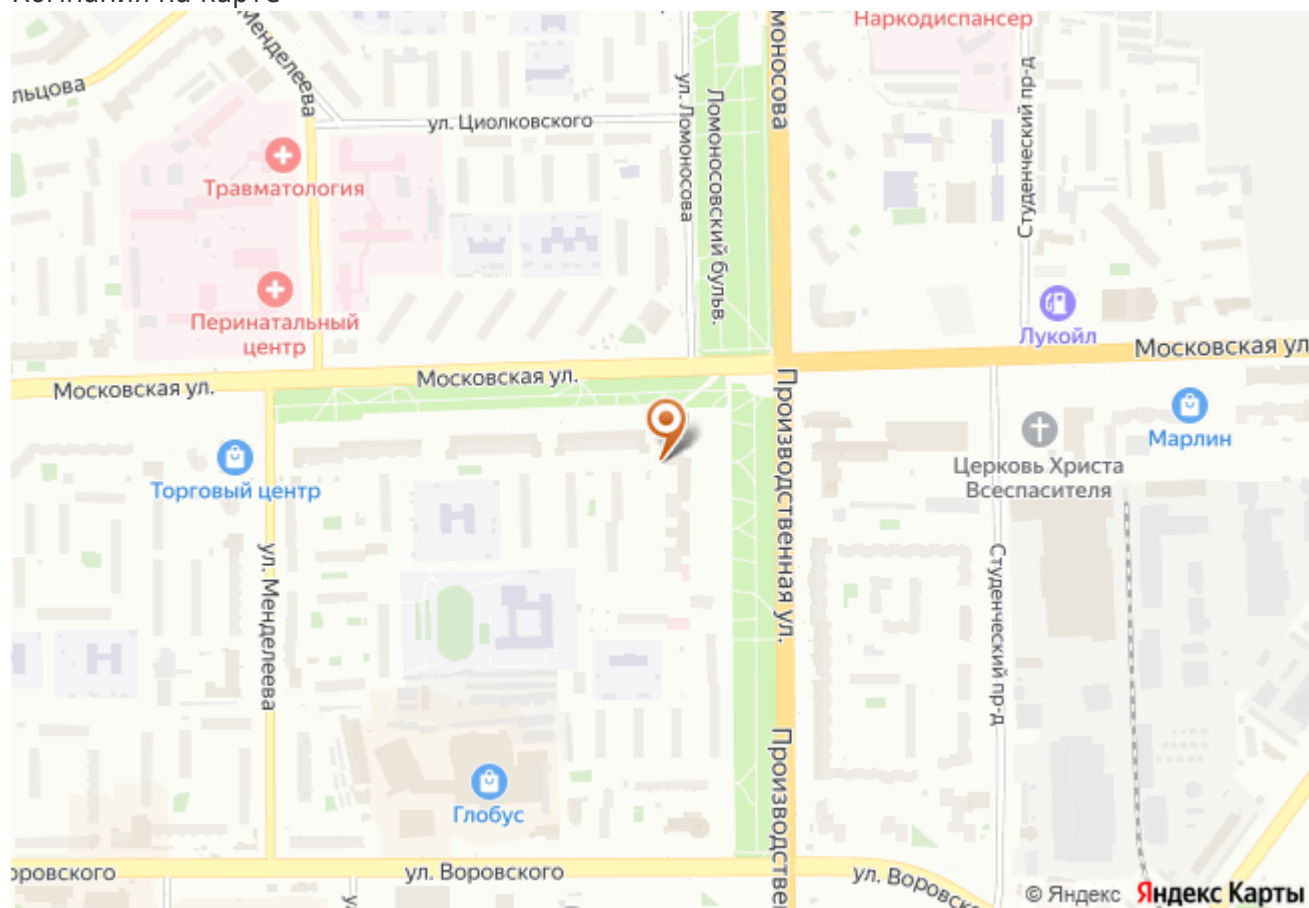 Компания на карте
Менделеева
льцова
ул. Циолковского
ул. Ломоносова
Ломоносовский бульв.
моносова
Наркодиспансер
Студенческий пр-д
Травматология
Перинатальный
центр
Лукойл
Московская ул.
Московская ул.
Московская ул
Производственная ул.
Марлин
Церковь Христа
Всеспасителя
Торговый центр
ул. Менделеева
Студенческий пр-д
Глобус
Производстве
оровского
ул. Воровского
ул. Воровск
© Яндекс Яндекс Карты